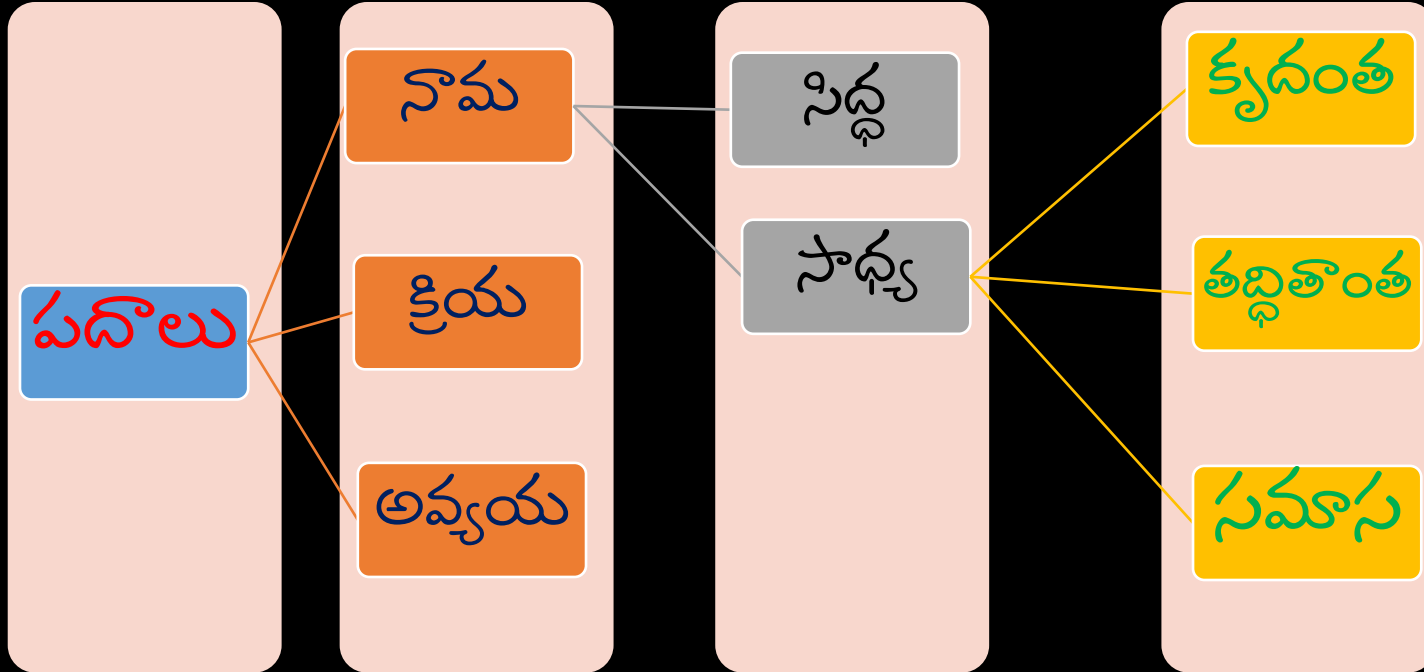 పదాలు
నామ
క్రియ
అవ్యయ
సిద్ధ
సాధ్య
కృదంత
తద్ధితాంత
సమాస